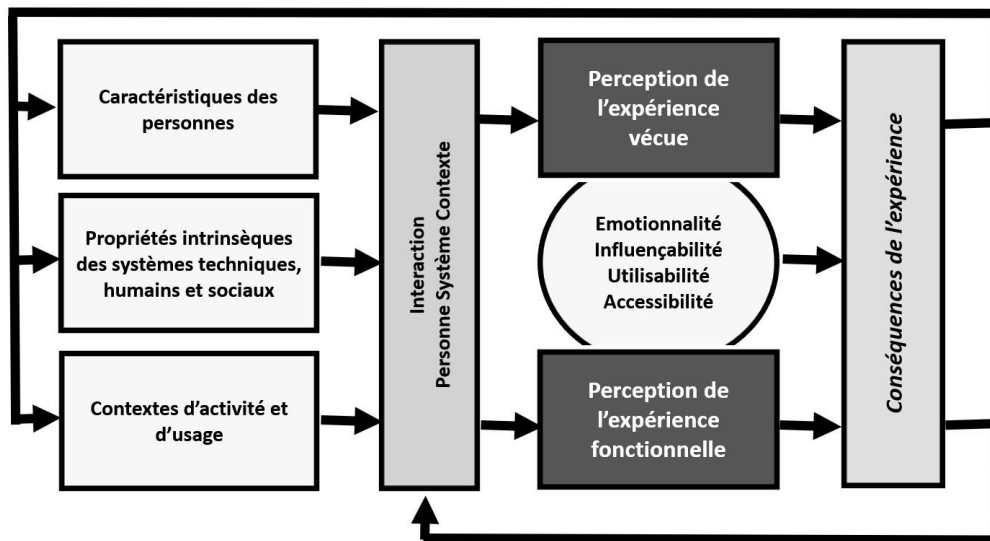 Caractéristiques des
personnes
Propriétés intrinsèques
des systèmes techniques,
humains et sociaux
Contextes d'activité et
d'usage
Interaction
Personne Système Contexte
Perception de
l'expérience
vécue
Emotionnalité
Influençabilité
Utilisabilité
Accessibilité
Perception de
l'expérience
fonctionnelle
Conséquences de l'expérience